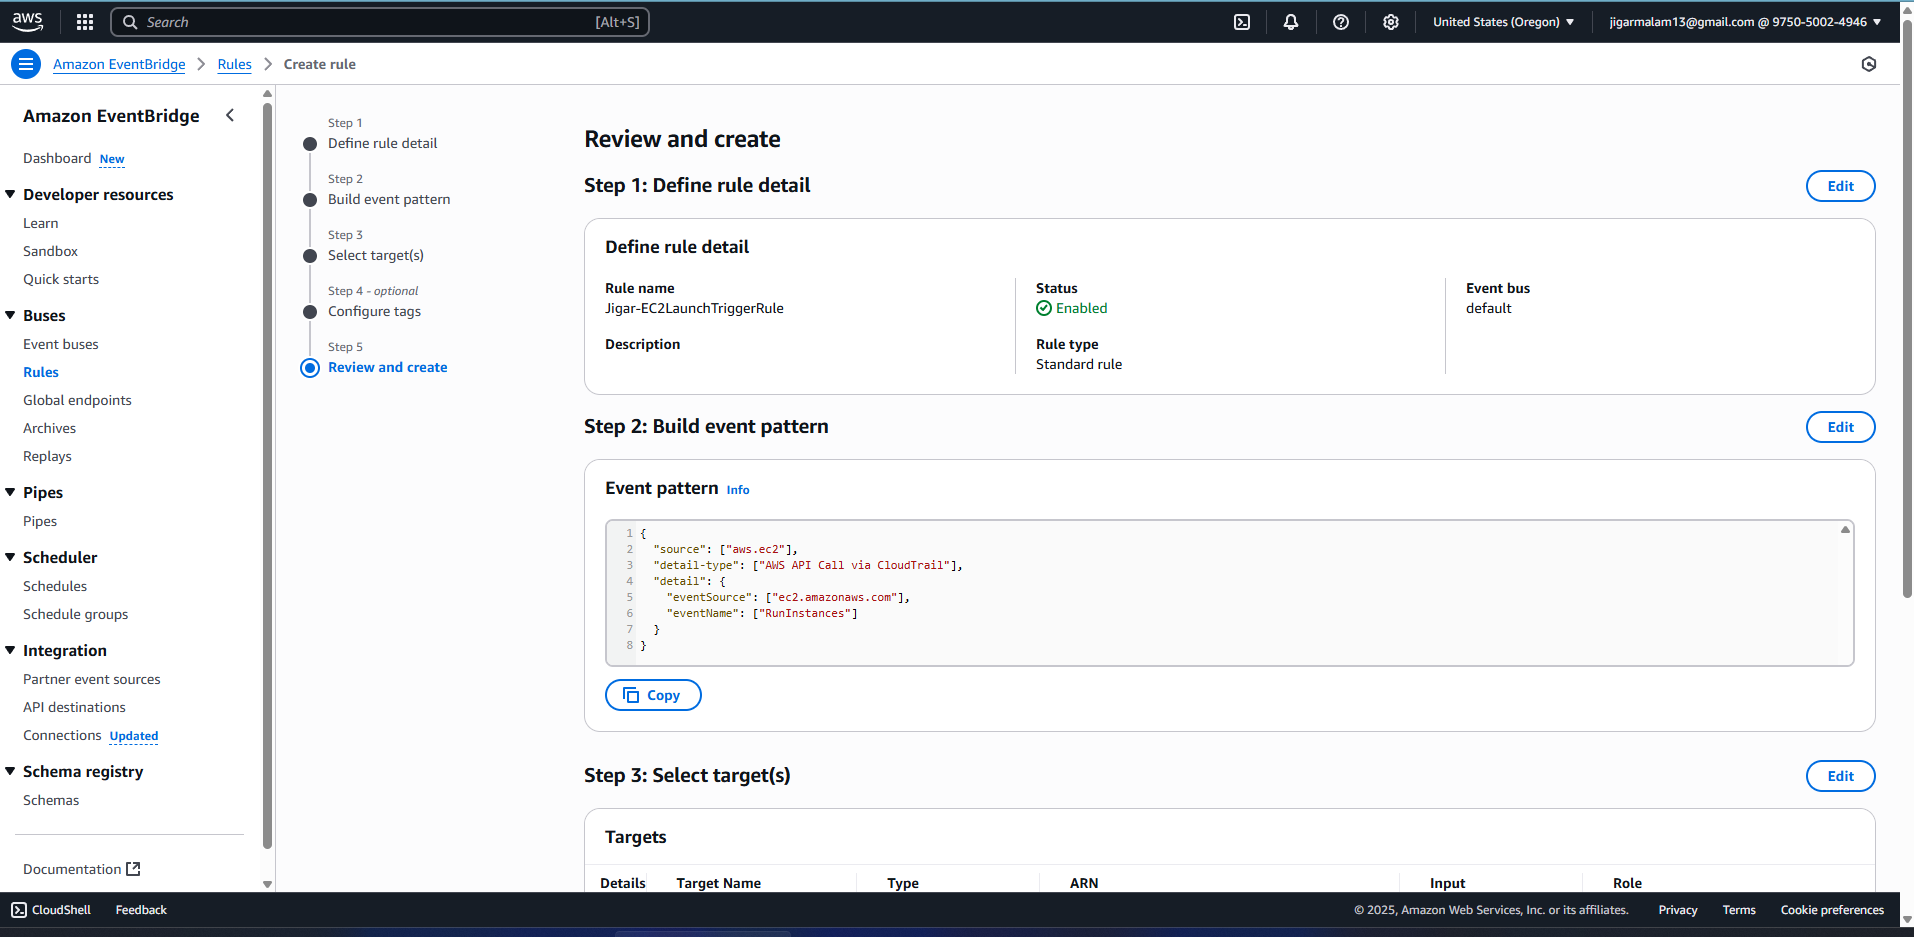 aws
Search [Alt+S]
United States (Oregon)
jigarmalam13@gmail.com @ 9750-5002-4946
Amazon EventBridge
Rules
Create rule
Amazon EventBridge
Dashboard New
Developer resources
Learn
Sandbox
Quick starts
Buses
Event buses
Rules
Global endpoints
Archives
Replays
Pipes
Pipes
Scheduler
Schedules
Schedule groups
Integration
Partner event sources
API destinations
Connections Updated
Schema registry
Schemas
Documentation
Step 1
Define rule detail
Step 2
Build event pattern
Step 3
Select target(s)
Step 4 - optional
Configure tags
Step 5
Review and create
Review and create
Step 1: Define rule detail
Edit
Define rule detail
Rule name
Jigar-EC2LaunchTriggerRule
Description
Status
Enabled
Rule type
Standard rule
Event bus
default
Step 2: Build event pattern
Edit
Event pattern Info
1 {
2 "source": ["aws.ec2"],
3 "detail-type": ["AWS API Call via CloudTrail"],
4 "detail": {
5 "eventSource": ["ec2.amazonaws.com"],
6 "eventName": ["RunInstances"]
7 }
8 }
Copy
Step 3: Select target(s)
Edit
Targets
Details Target Name Type ARN Input Role
CloudShell Feedback © 2025, Amazon Web Services, Inc. or its affiliates. Privacy Terms Cookie preferences